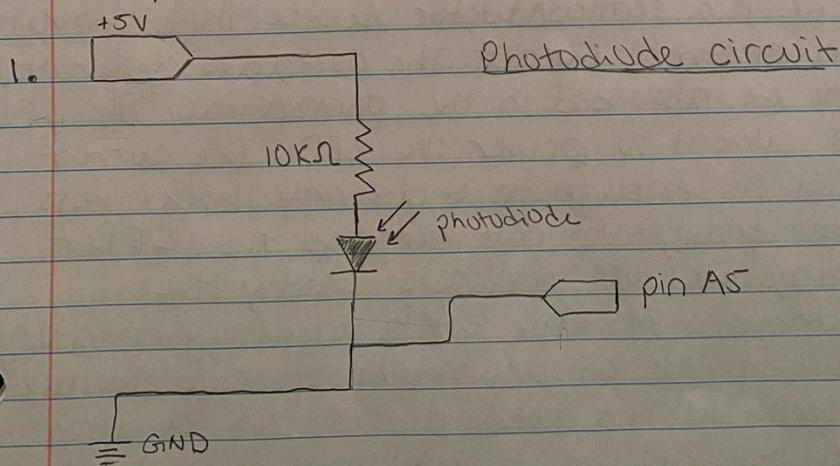 +5V
1.
Photodiode circuit
10KΩ
photodiode
pin A5
GND